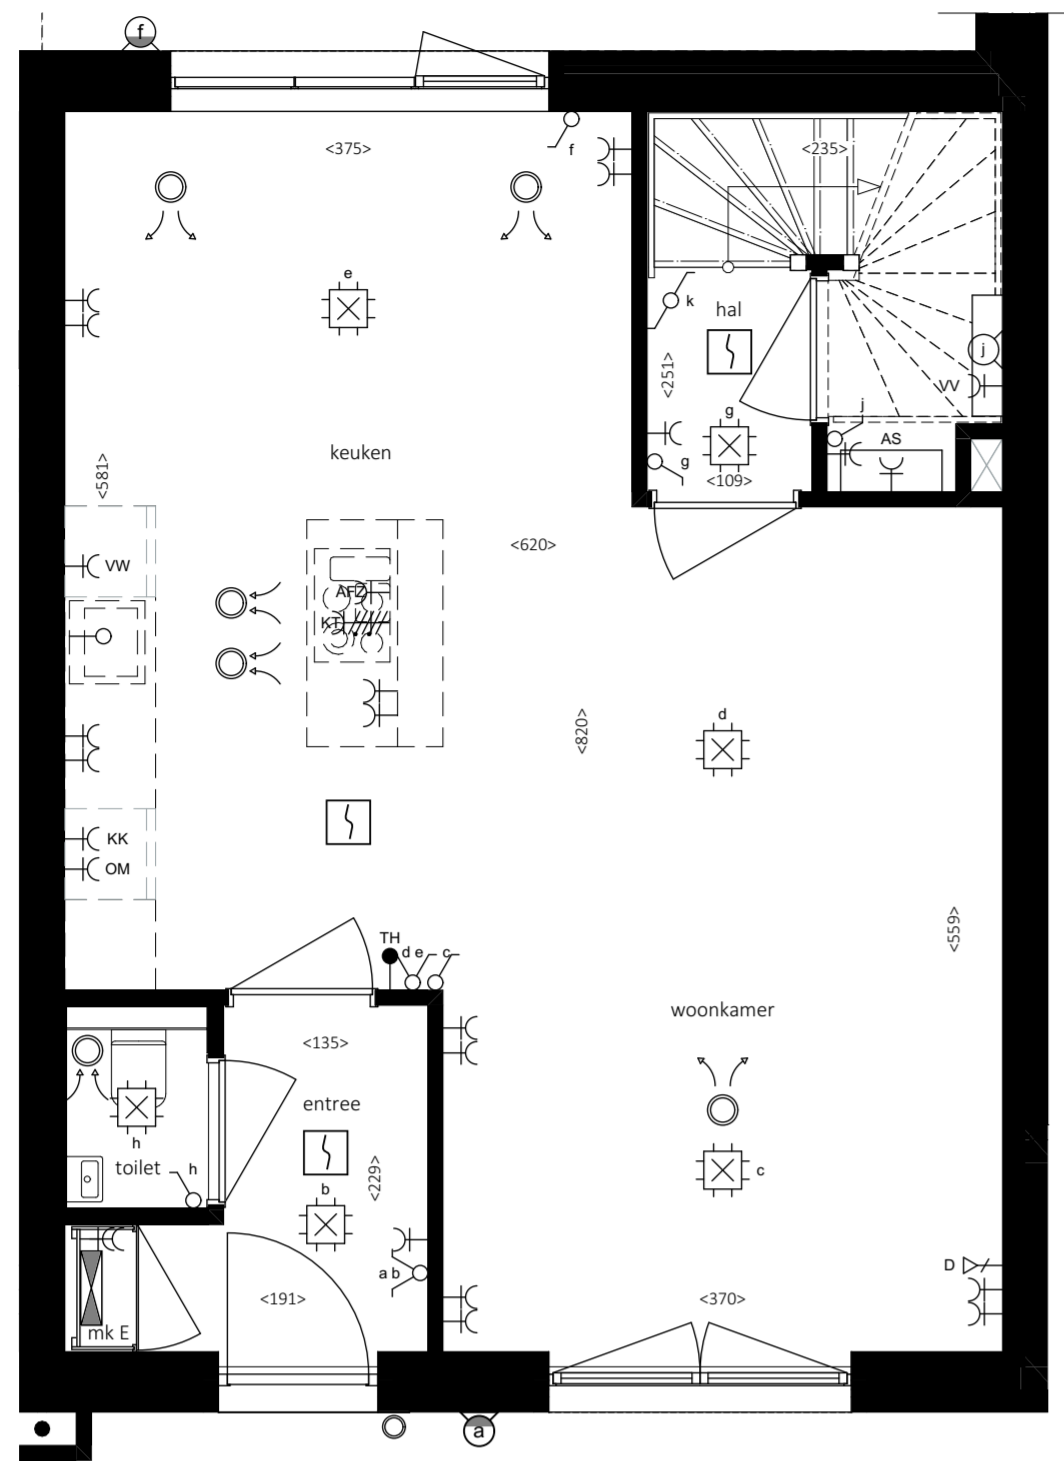 f
<375>
f
<235>
e
k
hal
<251>
j
VV
g
j
keuken
AS
<581>
g
<109>
<620>
VW
AFZ
KT
d
<820>
KK
OM
<559>
TH
d e
c
woonkamer
<135>
entree
h
toilet
h
<229>
b
c
D
a b
<191>
<370>
mk E
a